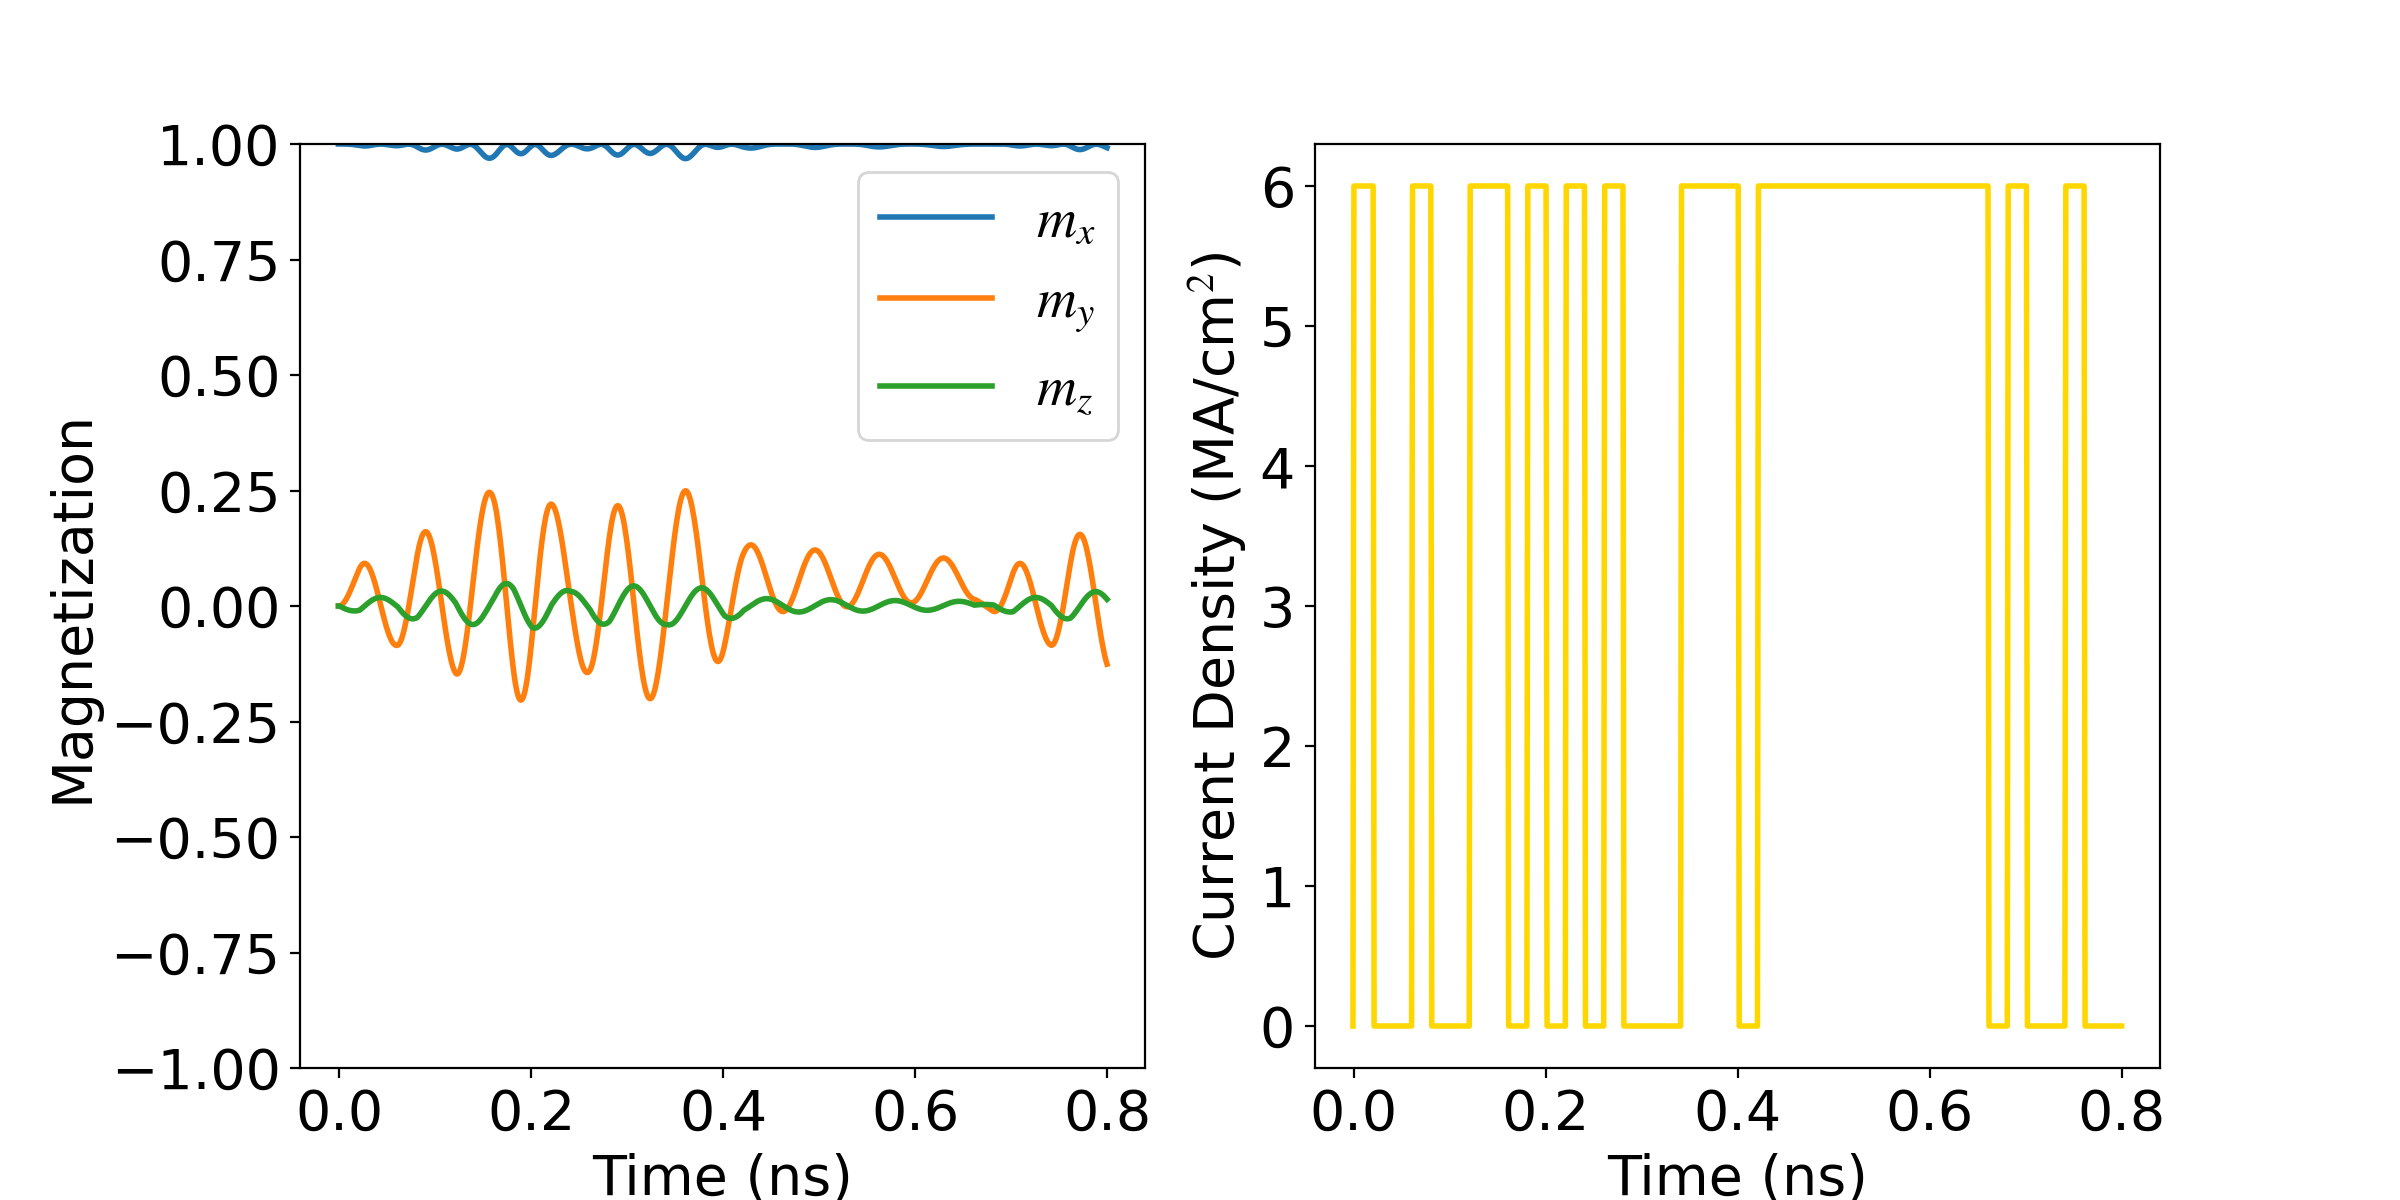 Magnetization
1.00
0.75
0.50
0.25
0.00
−0.25
−0.50
−0.75
−1.00
0.0 0.2 0.4 0.6 0.8
Time (ns)
m_x
m_y
m_z
Current Density (MA/cm²)
6
5
4
3
2
1
0
0.0 0.2 0.4 0.6 0.8
Time (ns)